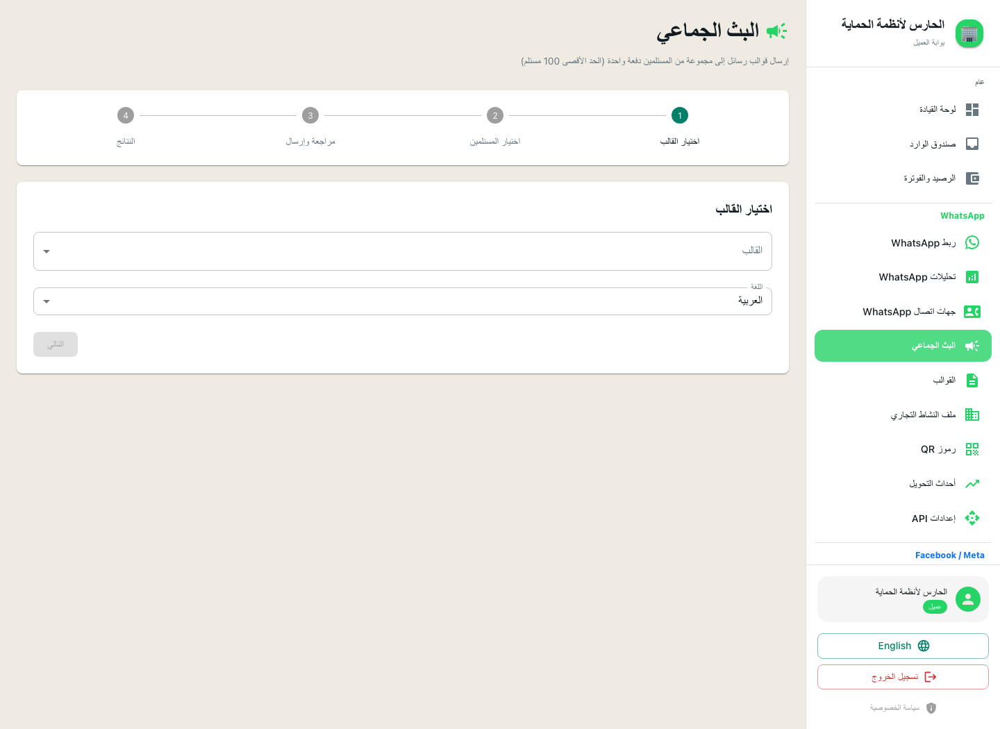 الحارس لأنظمة الحماية
بوابة العميل
عام
لوحة القيادة
صندوق الوارد
الرصيد والفوترة
WhatsApp
ربط WhatsApp
تحليلات WhatsApp
جهات اتصال WhatsApp
البث الجماعي
القوالب
ملف النشاط التجاري
رموز QR
أحداث التحويل
إعدادات API
Facebook / Meta
الحارس لأنظمة الحماية
عميل
English
تسجيل الخروج
سياسة الخصوصية
البث الجماعي
إرسال قوالب رسائل إلى مجموعة من المستلمين دفعة واحدة (الحد الأقصى 100 مستلم)
1
اختيار القالب
2
اختيار المستلمين
3
مراجعة وإرسال
4
النتائج
اختيار القالب
القالب
اللغة
العربية
التالي